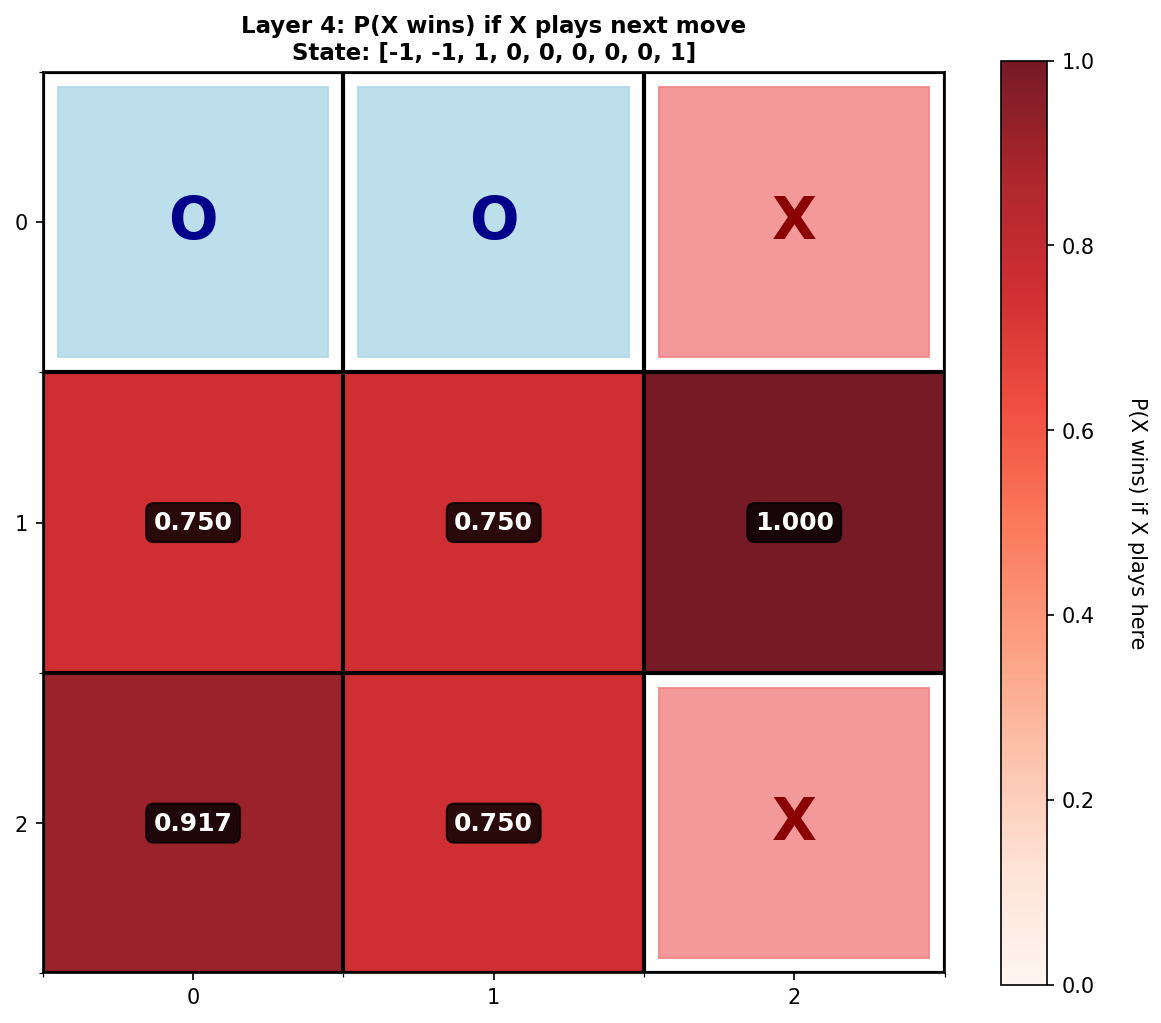 Layer 4: P(X wins) if X plays next move
State: [-1, -1, 1, 0, 0, 0, 0, 0, 1]
0
O
O
X
1
0.750
0.750
1.000
2
0.917
0.750
X
0
1
2
1.0
0.8
0.6
0.4
0.2
0.0
P(X wins) if X plays here